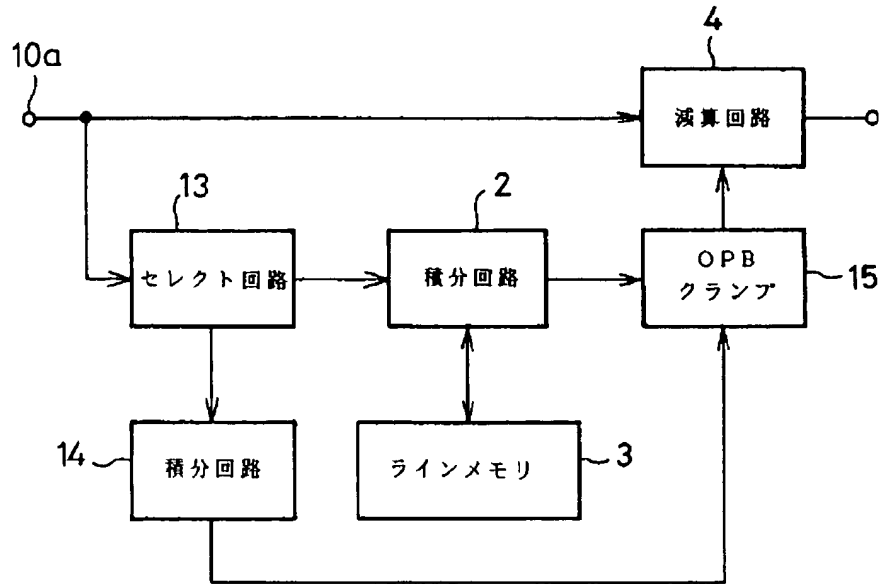 10a
4
減算回路
13
2
セレクト回路
積分回路
OPB
クランプ
15
14
積分回路
ラインメモリ
3